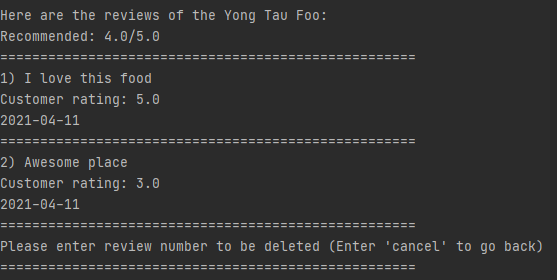 Here are the reviews of the Yong Tau Foo:
Recommended: 4.0/5.0
====================================================
1) I love this food
Customer rating: 5.0
2021-04-11
====================================================
2) Awesome place
Customer rating: 3.0
2021-04-11
====================================================
Please enter review number to be deleted (Enter 'cancel' to go back)
====================================================